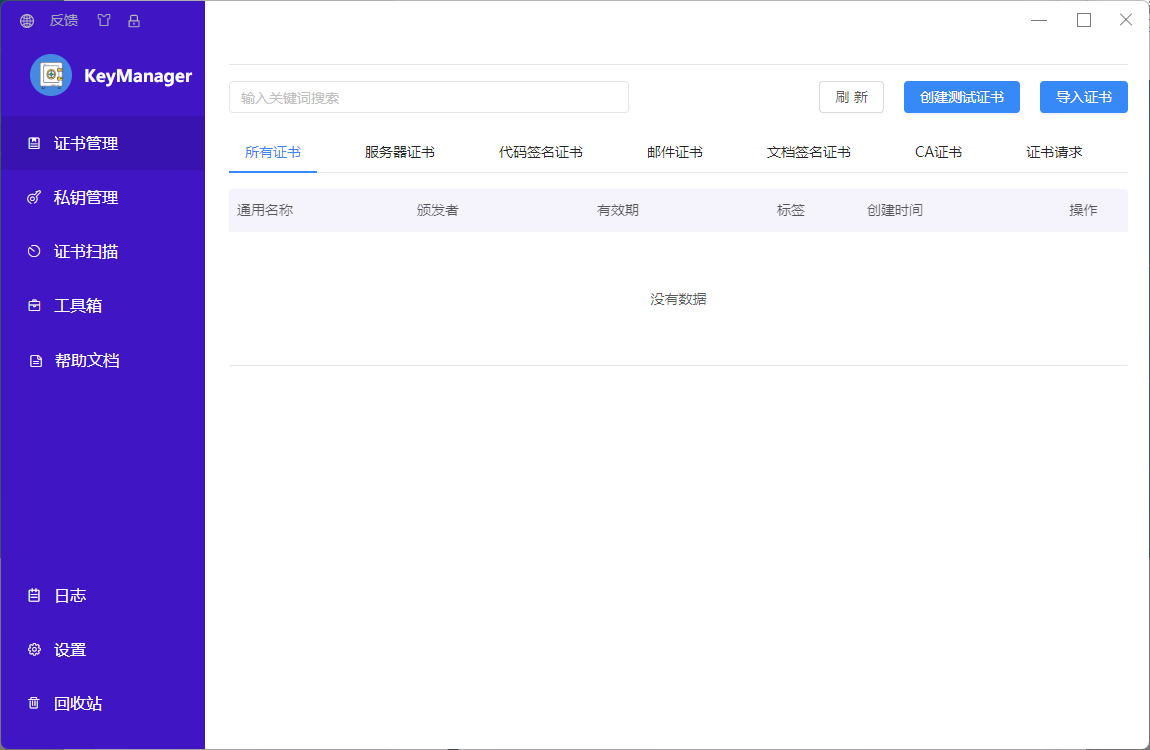 反馈
KeyManager
证书管理
私钥管理
证书扫描
工具箱
帮助文档
日志
设置
回收站
输入关键词搜索
刷 新
创建测试证书
导入证书
所有证书 服务器证书 代码签名证书 邮件证书 文档签名证书 CA证书 证书请求
通用名称 颁发者 有效期 标签 创建时间 操作
没有数据